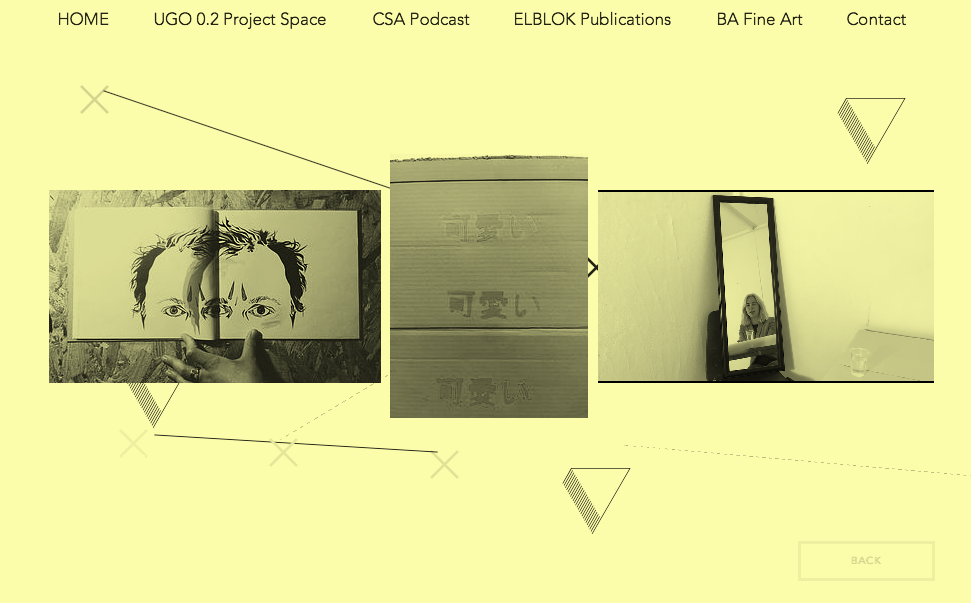 HOME UGO 0.2 Project Space CSA Podcast ELBLOK Publications BA Fine Art Contact
可愛い
可愛い
可愛い
BACK